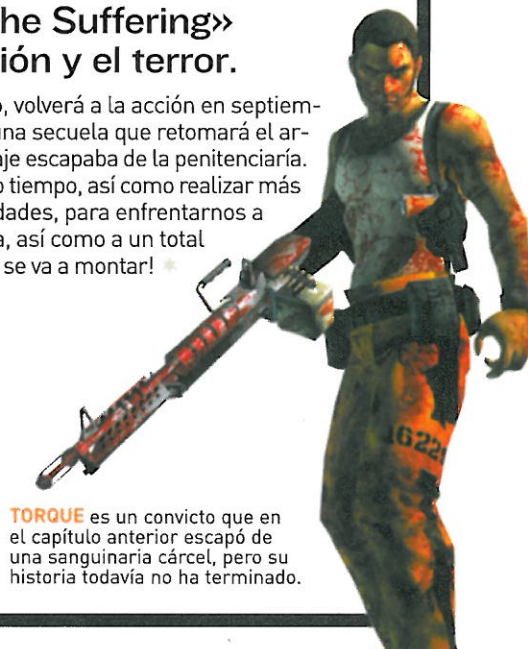 he Suffering»
ión y el terror.
, volverá a la acción en septiem-
una secuela que retomará el ar-
aje escapaba de la penitenciaría.
o tiempo, así como realizar más
dades, para enfrentarnos a
a, así como a un total
se va a montar!
TORQUE es un convicto que en
el capítulo anterior escapó de
una sanguinaria cárcel, pero su
historia todavía no ha terminado.
1622